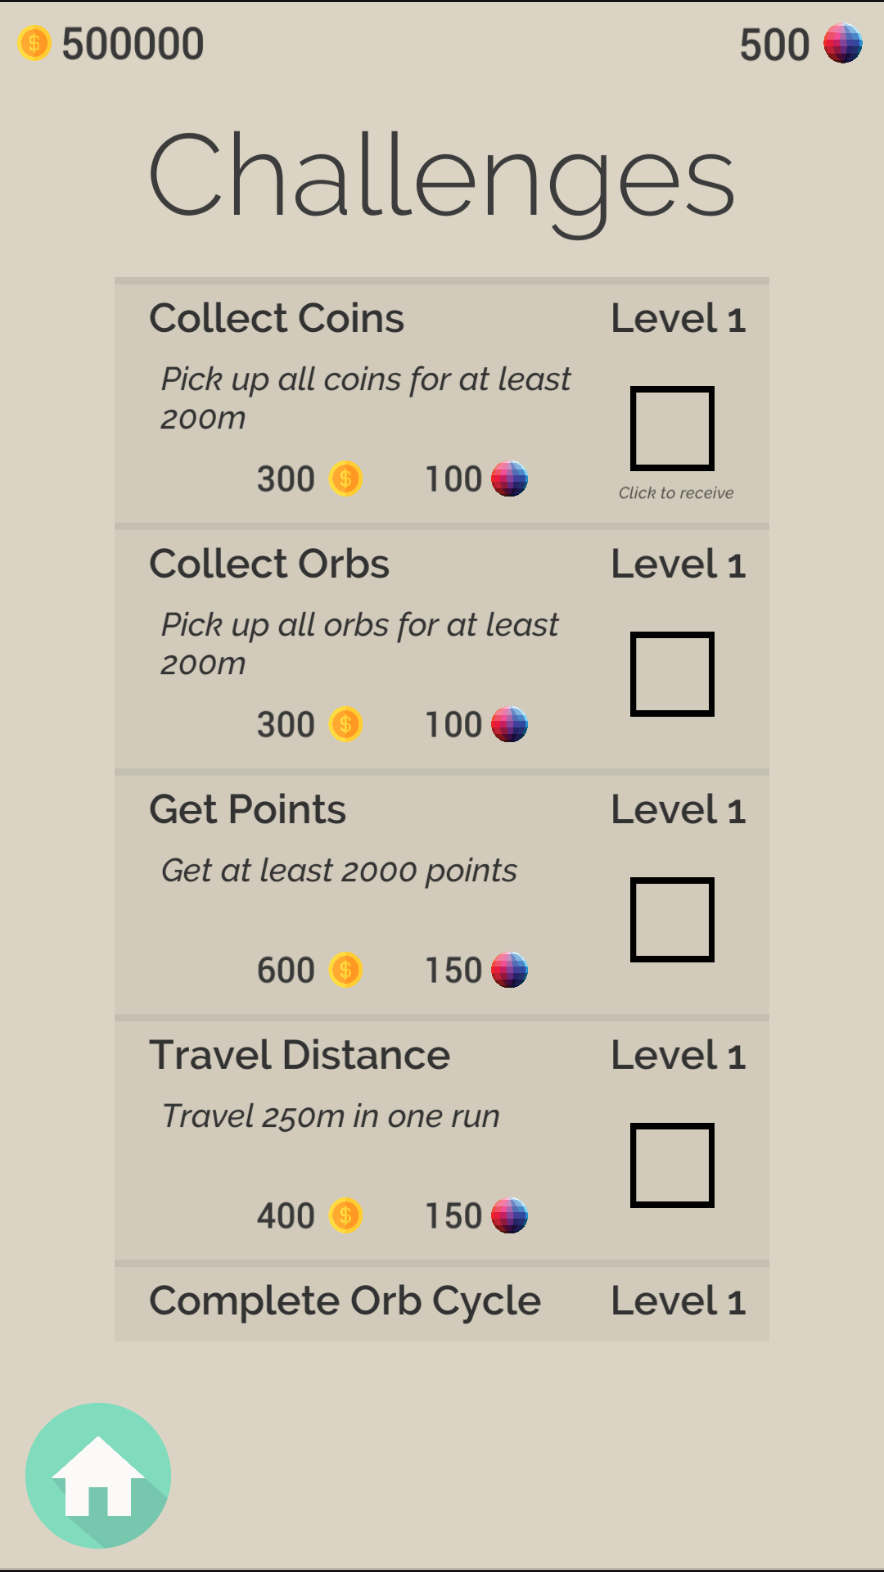 500000
500
Challenges
Collect Coins Level 1
Pick up all coins for at least
200m
300 $ 100
Click to receive
Collect Orbs Level 1
Pick up all orbs for at least
200m
300 $ 100
Get Points Level 1
Get at least 2000 points
600 $ 150
Travel Distance Level 1
Travel 250m in one run
400 $ 150
Complete Orb Cycle Level 1